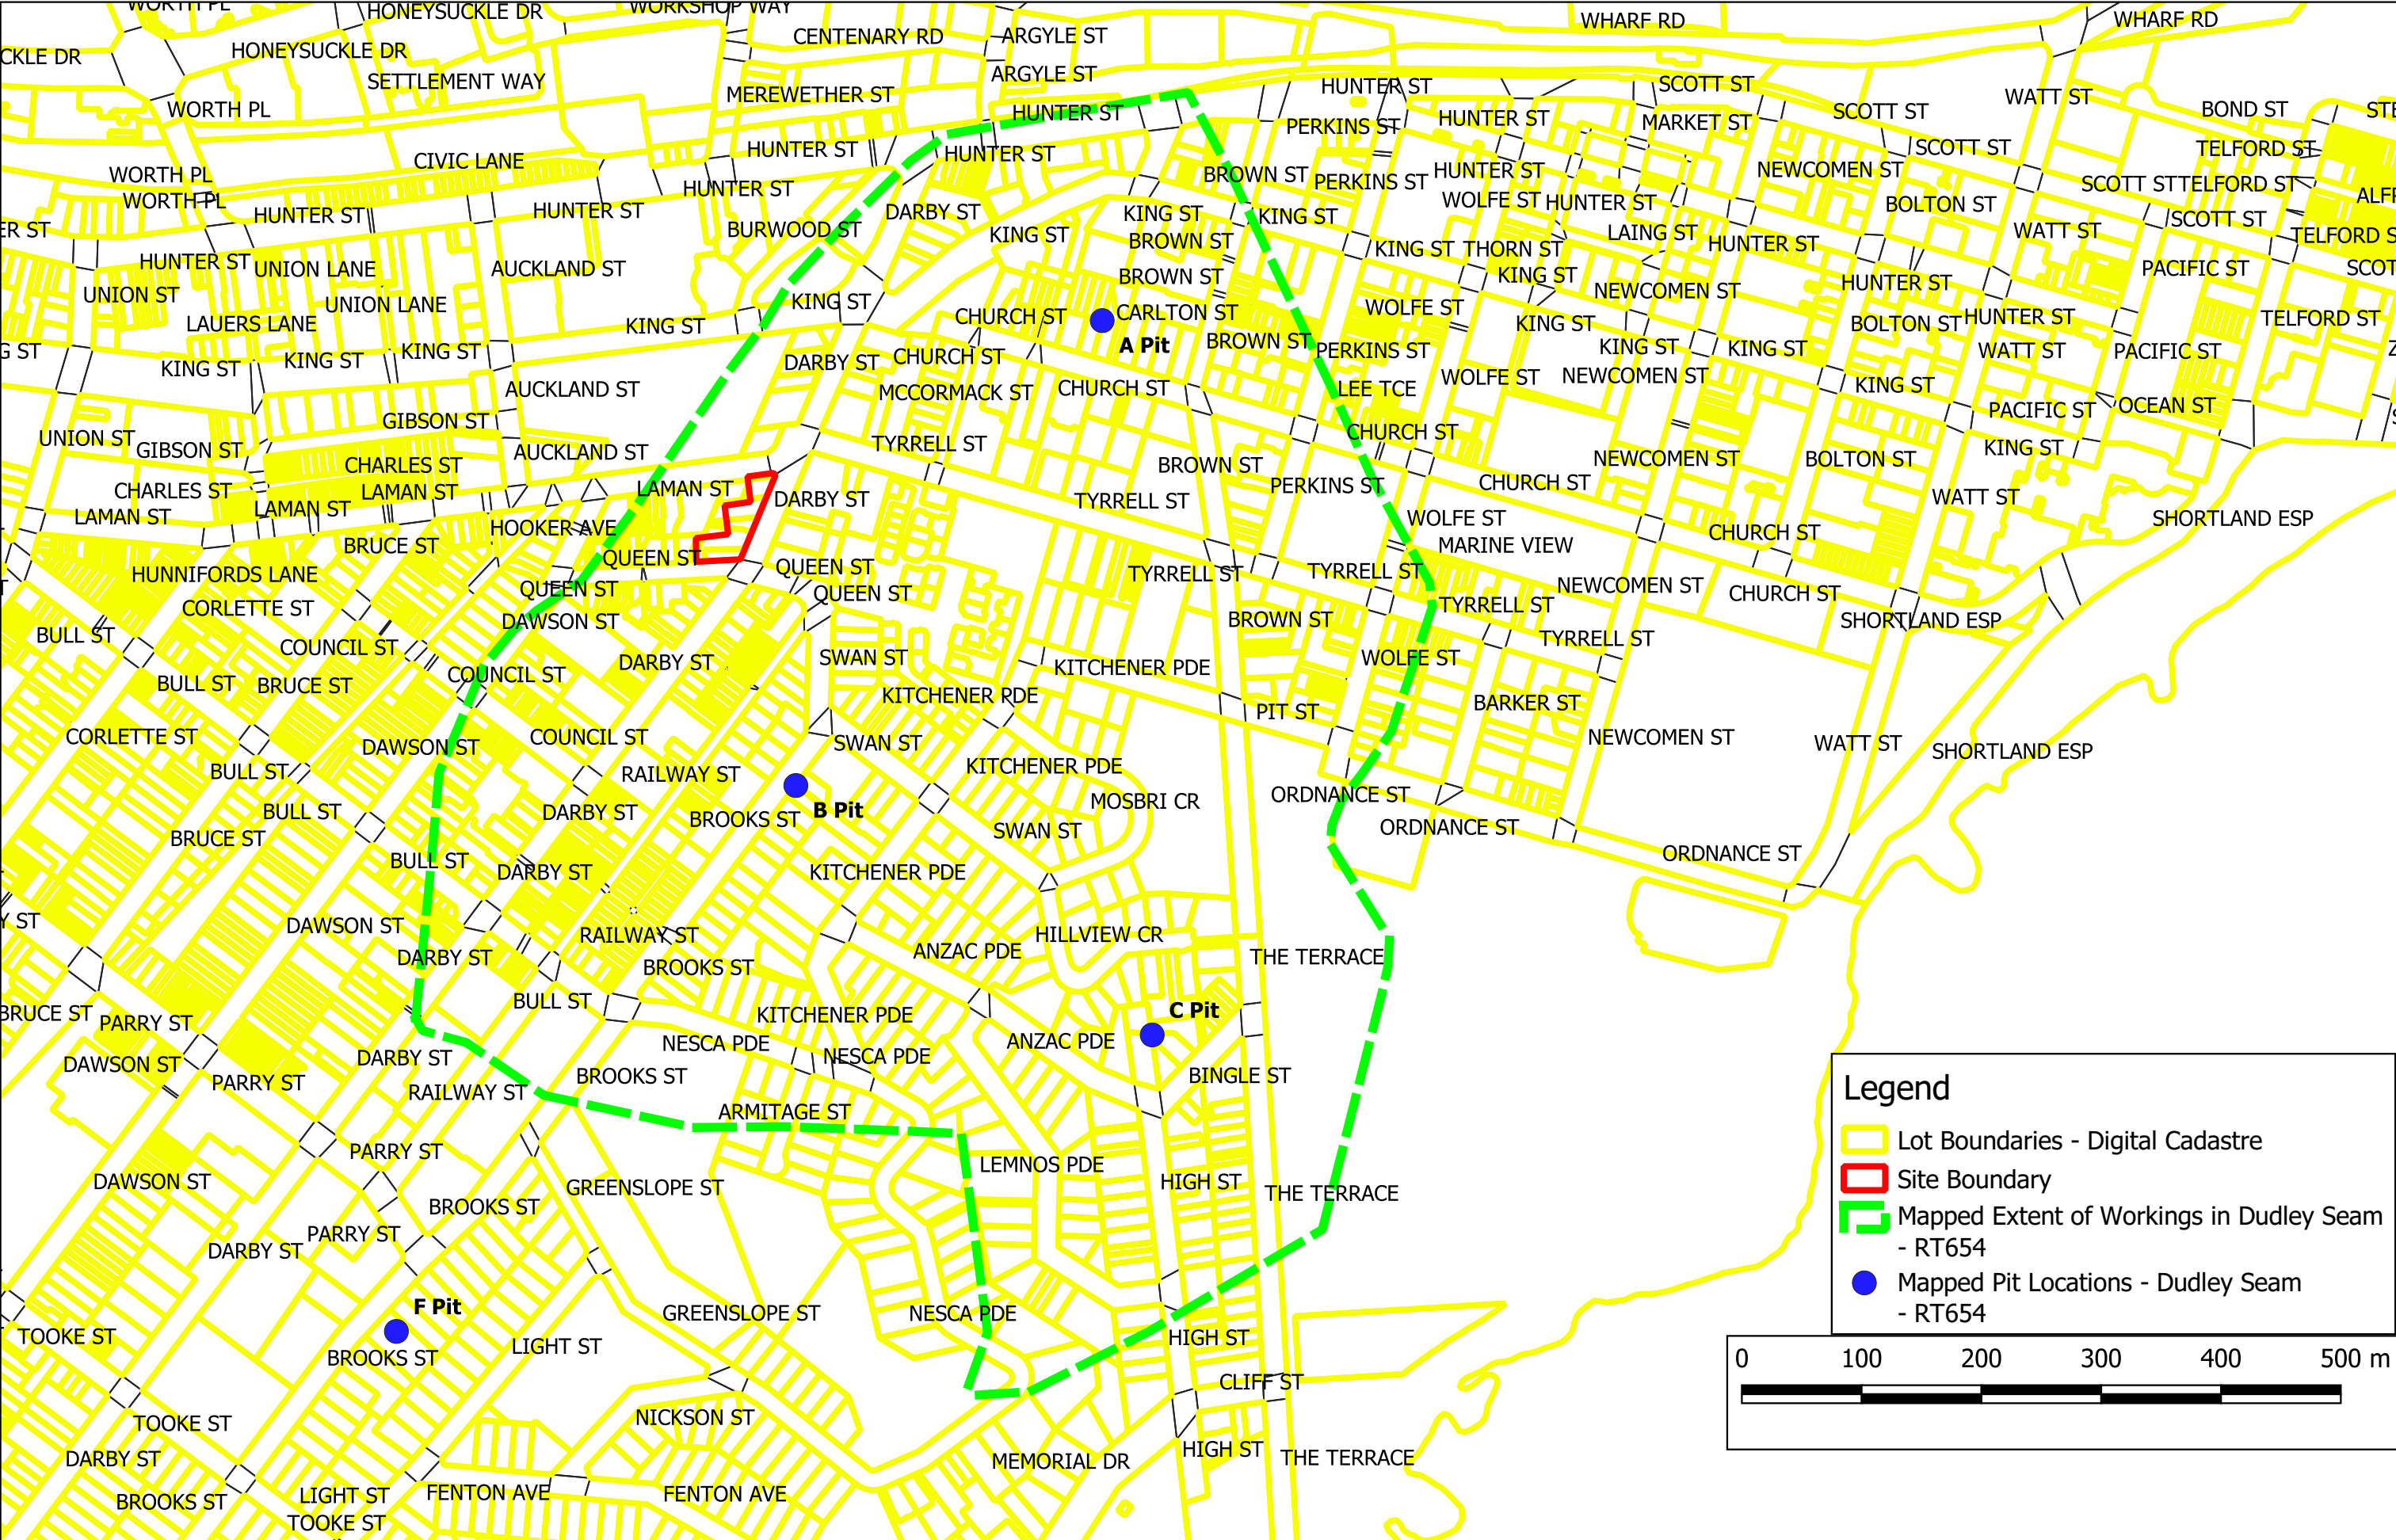 WORTH PL
HONEYSUCKLE DR
WORKSHOP WAY
WHARF RD
WHARF RD
CENTENARY RD
ARGYLE ST
CKLE DR
HONEYSUCKLE DR
SETTLEMENT WAY
ARGYLE ST
HUNTER ST
SCOTT ST
MEREWETHER ST
WATT ST
WORTH PL
HUNTER ST
HUNTER ST
MARKET ST
SCOTT ST
BOND ST
STE
PERKINS ST
HUNTER ST
HUNTER ST
SCOTT ST
TELFORD ST
CIVIC LANE
WORTH PL
BROWN ST
PERKINS ST
HUNTER ST
NEWCOMEN ST
SCOTT ST
TELFORD ST
WORTH PL
HUNTER ST
WOLFE ST
HUNTER ST
BOLTON ST
ALFR
HUNTER ST
HUNTER ST
DARBY ST
KING ST
KING ST
SCOTT ST
ER ST
BURWOOD ST
KING ST
BROWN ST
KING ST
THORN ST
LAING ST
HUNTER ST
WATT ST
TELFORD S
HUNTER ST
UNION LANE
AUCKLAND ST
BROWN ST
KING ST
HUNTER ST
PACIFIC ST
SCOT
UNION ST
UNION LANE
KING ST
CARLTON ST
WOLFE ST
NEWCOMEN ST
LAUERS LANE
KING ST
CHURCH ST
A Pit
BROWN ST
KING ST
BOLTON ST
HUNTER ST
TELFORD ST
G ST
KING ST
KING ST
KING ST
DARBY ST
CHURCH ST
PERKINS ST
KING ST
KING ST
WATT ST
PACIFIC ST
Z
AUCKLAND ST
MCCORMACK ST
CHURCH ST
LEE TCE
WOLFE ST
NEWCOMEN ST
KING ST
GIBSON ST
PACIFIC ST
OCEAN ST
UNION ST
GIBSON ST
AUCKLAND ST
TYRRELL ST
CHURCH ST
KING ST
CHARLES ST
BROWN ST
NEWCOMEN ST
BOLTON ST
CHARLES ST
LAMAN ST
LAMAN ST
DARBY ST
TYRRELL ST
PERKINS ST
CHURCH ST
WATT ST
LAMAN ST
LAMAN ST
HOOKER AVE
WOLFE ST
CHURCH ST
SHORTLAND ESP
BRUCE ST
QUEEN ST
MARINE VIEW
HUNNIFORDS LANE
QUEEN ST
QUEEN ST
TYRRELL ST
TYRRELL ST
NEWCOMEN ST
CHURCH ST
CORLETTE ST
DAWSON ST
QUEEN ST
BROWN ST
TYRRELL ST
SHORTLAND ESP
BULL ST
COUNCIL ST
DARBY ST
SWAN ST
KITCHENER PDE
WOLFE ST
TYRRELL ST
BULL ST
BRUCE ST
COUNCIL ST
KITCHENER PDE
PIT ST
BARKER ST
CORLETTE ST
DAWSON ST
COUNCIL ST
SWAN ST
NEWCOMEN ST
WATT ST
SHORTLAND ESP
BULL ST
RAILWAY ST
KITCHENER PDE
BULL ST
DARBY ST
BROOKS ST
B Pit
MOSBRI CR
ORDNANCE ST
BRUCE ST
SWAN ST
ORDNANCE ST
BULL ST
DARBY ST
KITCHENER PDE
ORDNANCE ST
Y ST
DAWSON ST
RAILWAY ST
HILLVIEW CR
DARBY ST
BROOKS ST
ANZAC PDE
THE TERRACE
BRUCE ST
PARRY ST
BULL ST
KITCHENER PDE
C Pit
DAWSON ST
DARBY ST
NESCA PDE
NESCA PDE
ANZAC PDE
PARRY ST
RAILWAY ST
BROOKS ST
BINGLE ST
ARMITAGE ST
PARRY ST
LEMNOS PDE
DAWSON ST
BROOKS ST
GREENSLOPE ST
HIGH ST
THE TERRACE
DARBY ST
PARRY ST
F Pit
GREENSLOPE ST
NESCA PDE
TOOKE ST
BROOKS ST
LIGHT ST
HIGH ST
CLIFF ST
TOOKE ST
NICKSON ST
DARBY ST
MEMORIAL DR
HIGH ST
THE TERRACE
BROOKS ST
LIGHT ST
FENTON AVE
FENTON AVE
TOOKE ST
Legend
Lot Boundaries - Digital Cadastre
Site Boundary
Mapped Extent of Workings in Dudley Seam
- RT654
Mapped Pit Locations - Dudley Seam
- RT654
0 100 200 300 400 500 m